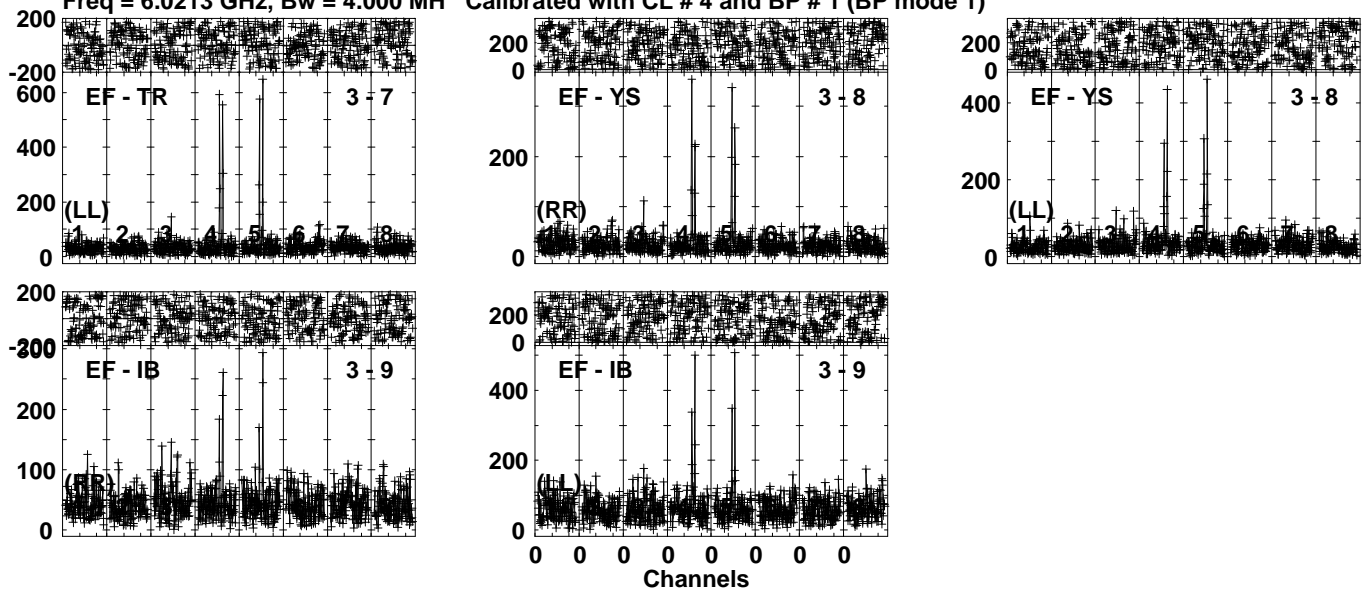 Freq = 6.0213 GHz, Bw = 4.000 MH Calibrated with CL # 4 and BP # 1 (BP mode 1)
200
-200
200
0
200
0
EF - TR 3 - 7
600
400
200
0
(LL)
1 2 3 4 5 6 7 8
EF - YS 3 - 8
200
0
(RR)
1 2 3 4 5 6 7 8
EF - YS 3 - 8
400
200
0
(LL)
1 2 3 4 5 6 7 8
200
-200
200
0
EF - IB 3 - 9
300
200
100
0
(RR)
EF - IB 3 - 9
400
200
0
(LL)
0 0 0 0 0 0 0 0
Channels